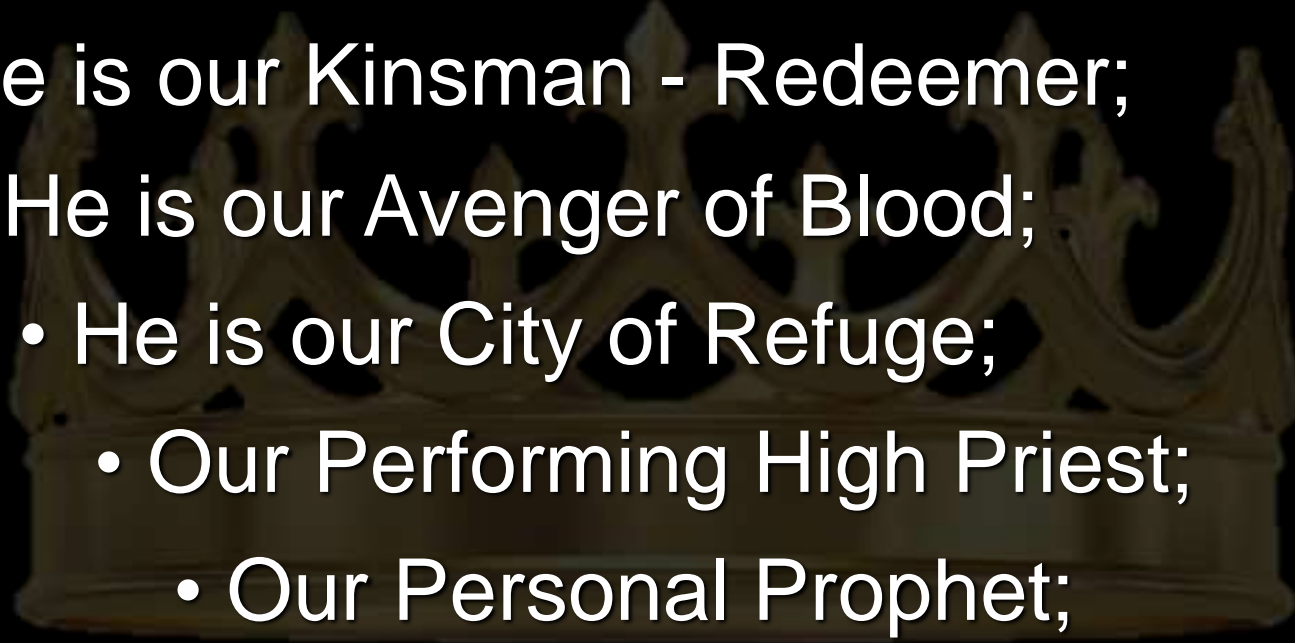 e is our Kinsman - Redeemer;
He is our Avenger of Blood;
• He is our City of Refuge;
• Our Performing High Priest;
• Our Personal Prophet;